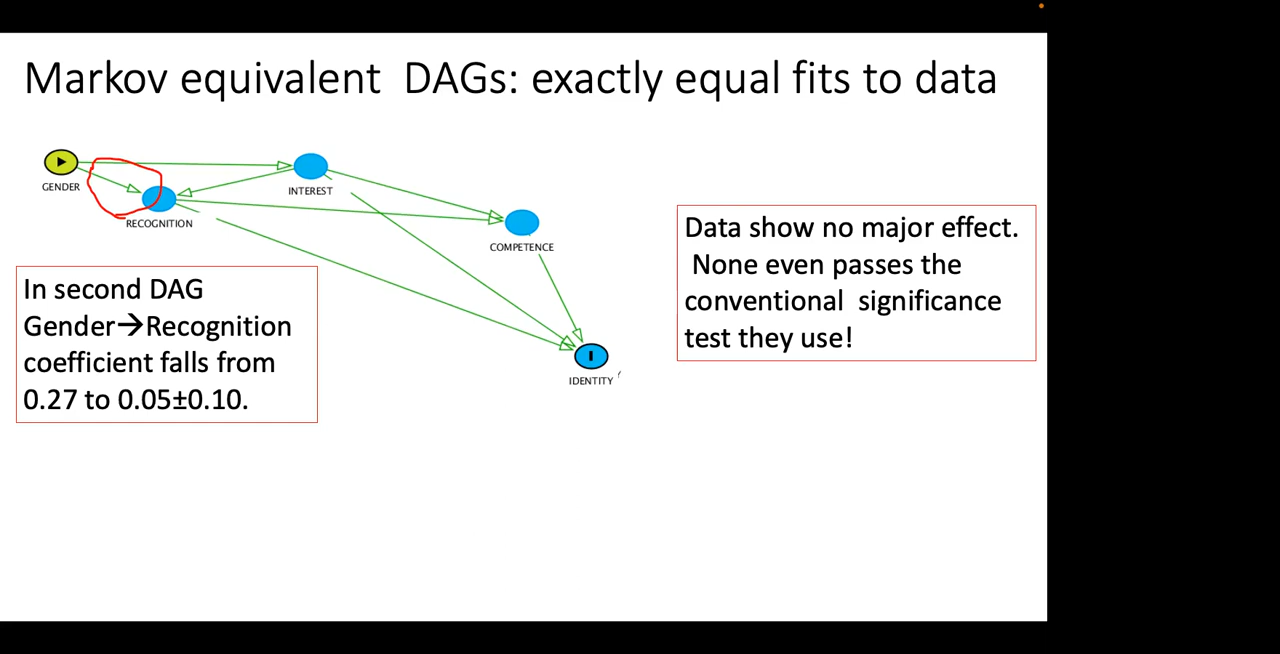 Markov equivalent  DAGs: exactly equal fits to data
GENDER
INTEREST
RECOGNITION
COMPETENCE
IDENTITY
In second DAG
Gender→Recognition
coefficient falls from
0.27 to 0.05±0.10.
Data show no major effect.
None even passes the
conventional  significance
test they use!